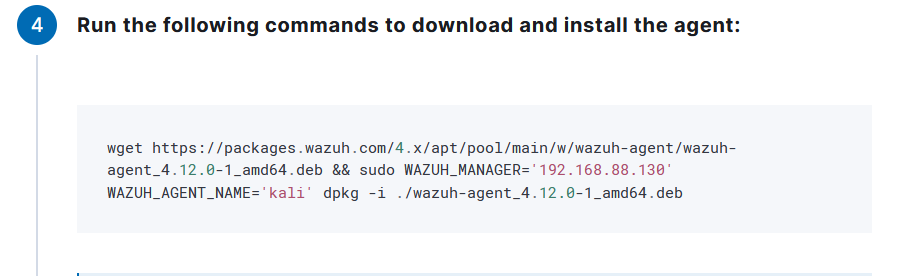 4 Run the following commands to download and install the agent:
wget https://packages.wazuh.com/4.x/apt/pool/main/w/wazuh-agent/wazuh-
agent_4.12.0-1_amd64.deb && sudo WAZUH_MANAGER='192.168.88.130'
WAZUH_AGENT_NAME='kali' dpkg -i ./wazuh-agent_4.12.0-1_amd64.deb